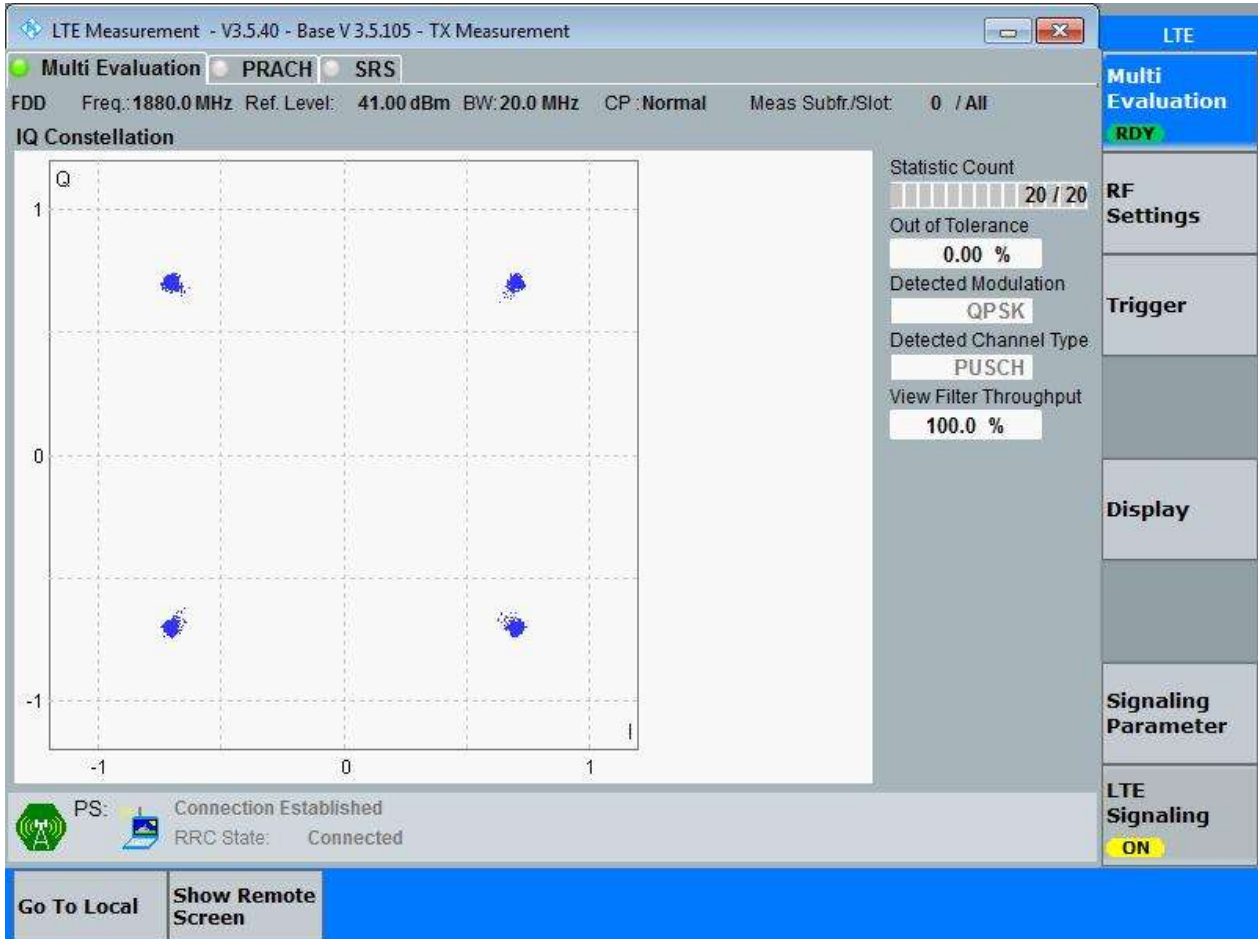 LTE Measurement - V3.5.40 - Base V 3.5.105 - TX Measurement
LTE
Multi Evaluation PRACH SRS
FDD Freq.: 1880.0 MHz Ref. Level: 41.00 dBm BW: 20.0 MHz CP : Normal Meas Subfr./Slot: 0 / All
IQ Constellation
Q
1
0
-1
I
-1 0 1
Statistic Count
20 / 20
Out of Tolerance
0.00 %
Detected Modulation
QPSK
Detected Channel Type
PUSCH
View Filter Throughput
100.0 %
Multi
Evaluation
RDY
RF
Settings
Trigger
Display
Signaling
Parameter
LTE
Signaling
ON
PS: Connection Established
RRC State: Connected
Go To Local
Show Remote
Screen